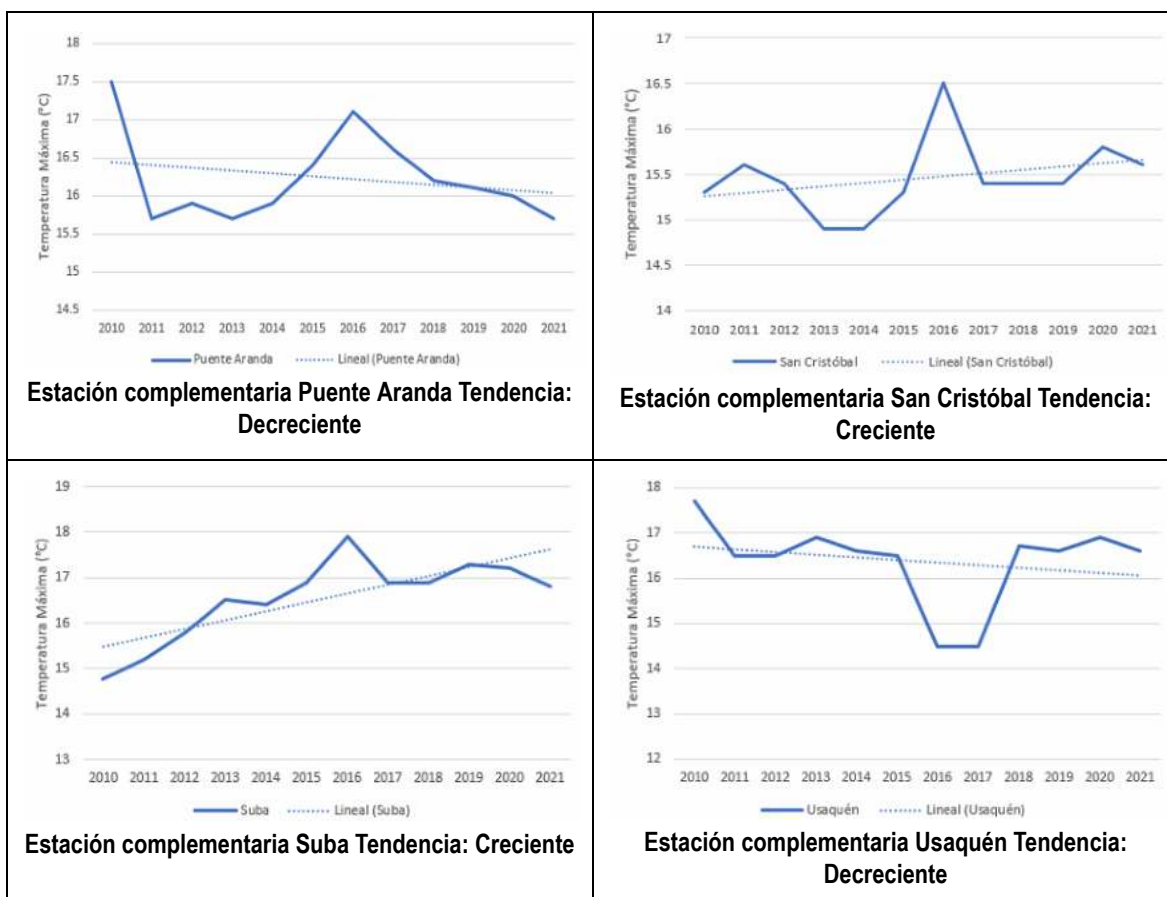 18
17.5
17
16.5
16
15.5
15
14.5
Temperatura Máxima (°C)
2010 2011 2012 2013 2014 2015 2016 2017 2018 2019 2020 2021
Puente Aranda Lineal (Puente Aranda)
Estación complementaria Puente Aranda Tendencia:
Decreciente
17
16.5
16
15.5
15
14.5
14
Temperatura Máxima (°C)
2010 2011 2012 2013 2014 2015 2016 2017 2018 2019 2020 2021
San Cristóbal Lineal (San Cristóbal)
Estación complementaria San Cristóbal Tendencia:
Creciente
19
18
17
16
15
14
13
Temperatura Máxima (°C)
2010 2011 2012 2013 2014 2015 2016 2017 2018 2019 2020 2021
Suba Lineal (Suba)
Estación complementaria Suba Tendencia: Creciente
18
17
16
15
14
13
12
Temperatura Máxima (°C)
2010 2011 2012 2013 2014 2015 2016 2017 2018 2019 2020 2021
Usaquén Lineal (Usaquén)
Estación complementaria Usaquén Tendencia:
Decreciente